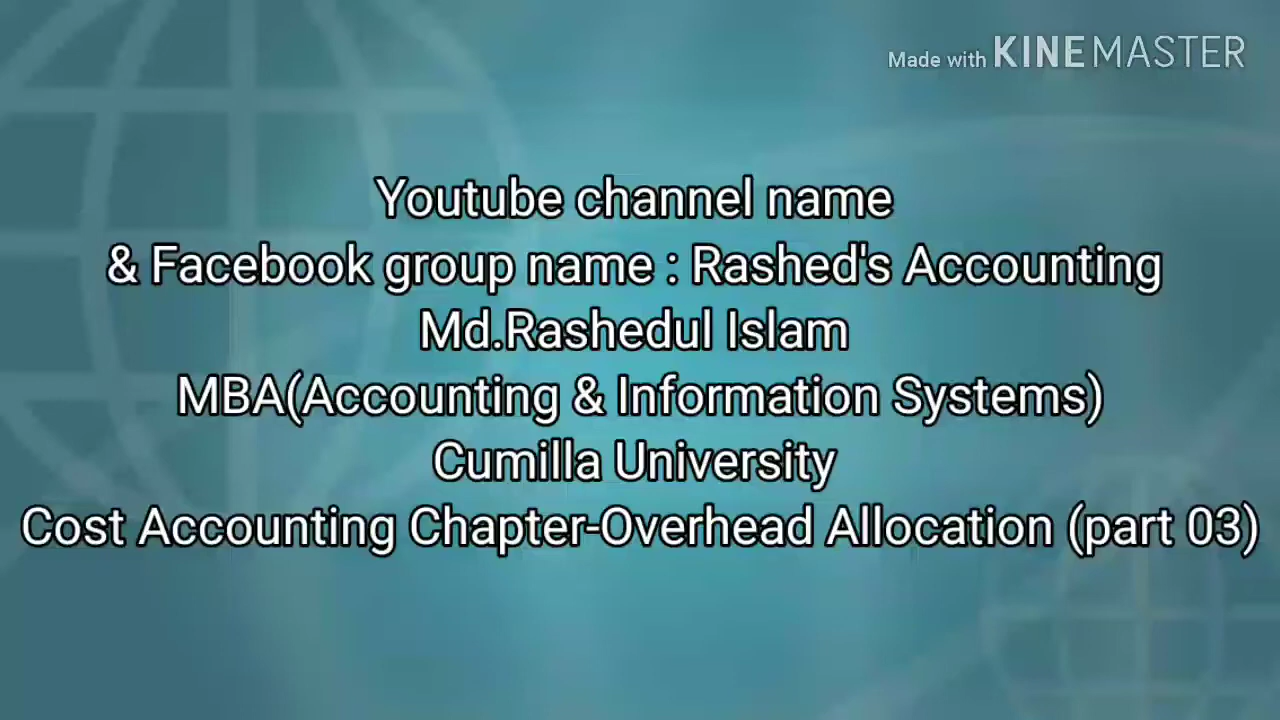 Made with KINEMASTER
Youtube channel name
& Facebook group name : Rashed's Accounting
Md.Rashedul Islam
MBA(Accounting & Information Systems)
Cumilla University
Cost Accounting Chapter-Overhead Allocation (part 03)